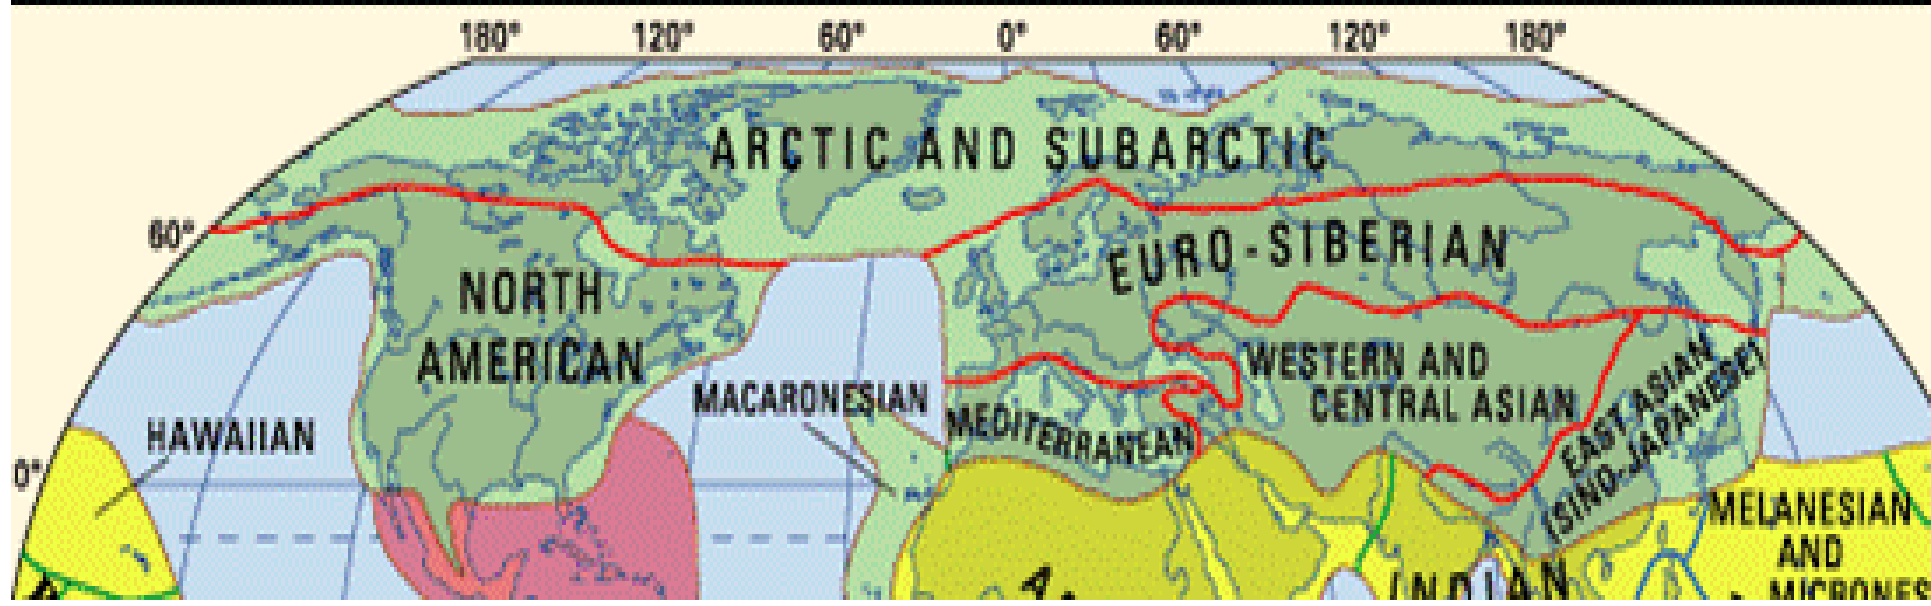 180° 120° 60° 0° 60° 120° 180°
ARCTIC AND SUBARCTIC
60°
EURO-SIBERIAN
NORTH
AMERICAN
WESTERN AND
CENTRAL ASIAN
EAST ASIAN
(SINO-JAPANESE)
MACARONESIAN
MEDITERRANEAN
HAWAIIAN
0°
MELANESIAN
AND
INDIAN